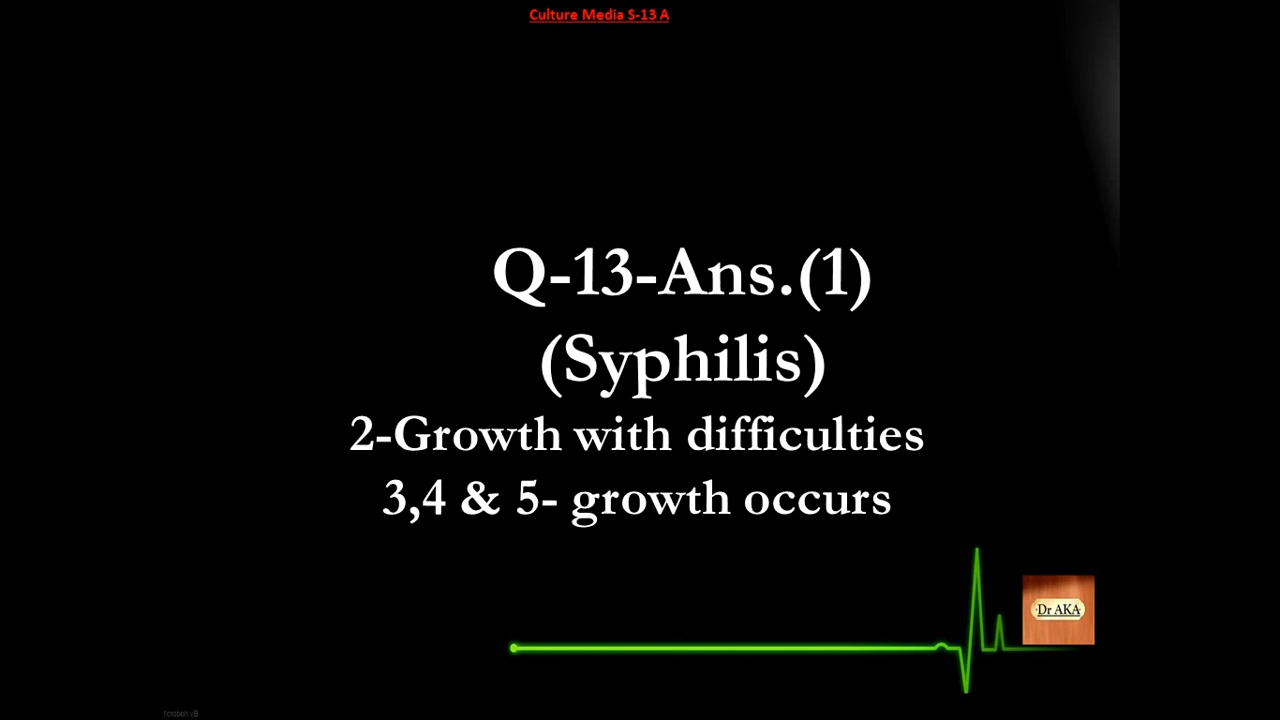 Culture Media S-13 A
Q-13-Ans.(1)
(Syphilis)
2-Growth with difficulties
3,4 & 5- growth occurs
Dr AKA